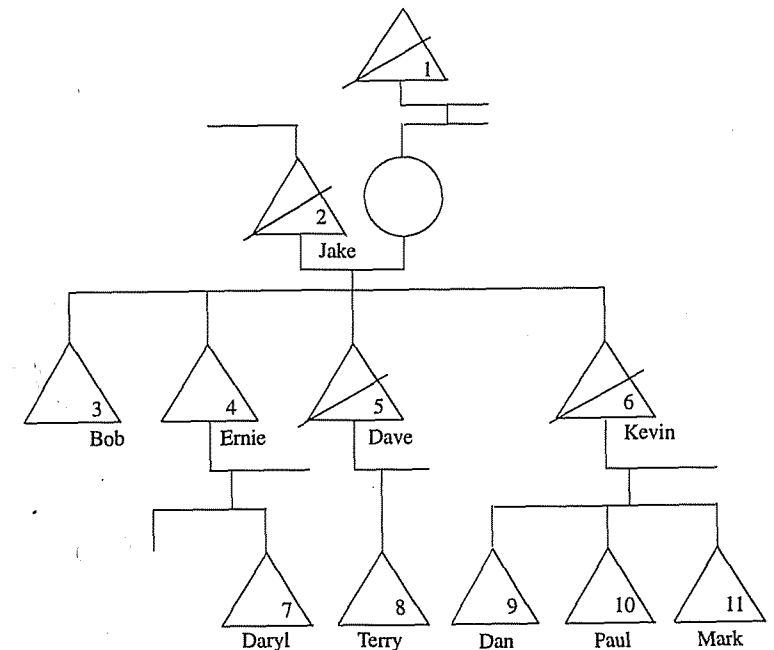 1
2
Jake
3
Bob
4
Ernie
5
Dave
6
Kevin
7
Daryl
8
Terry
9
Dan
10
Paul
11
Mark